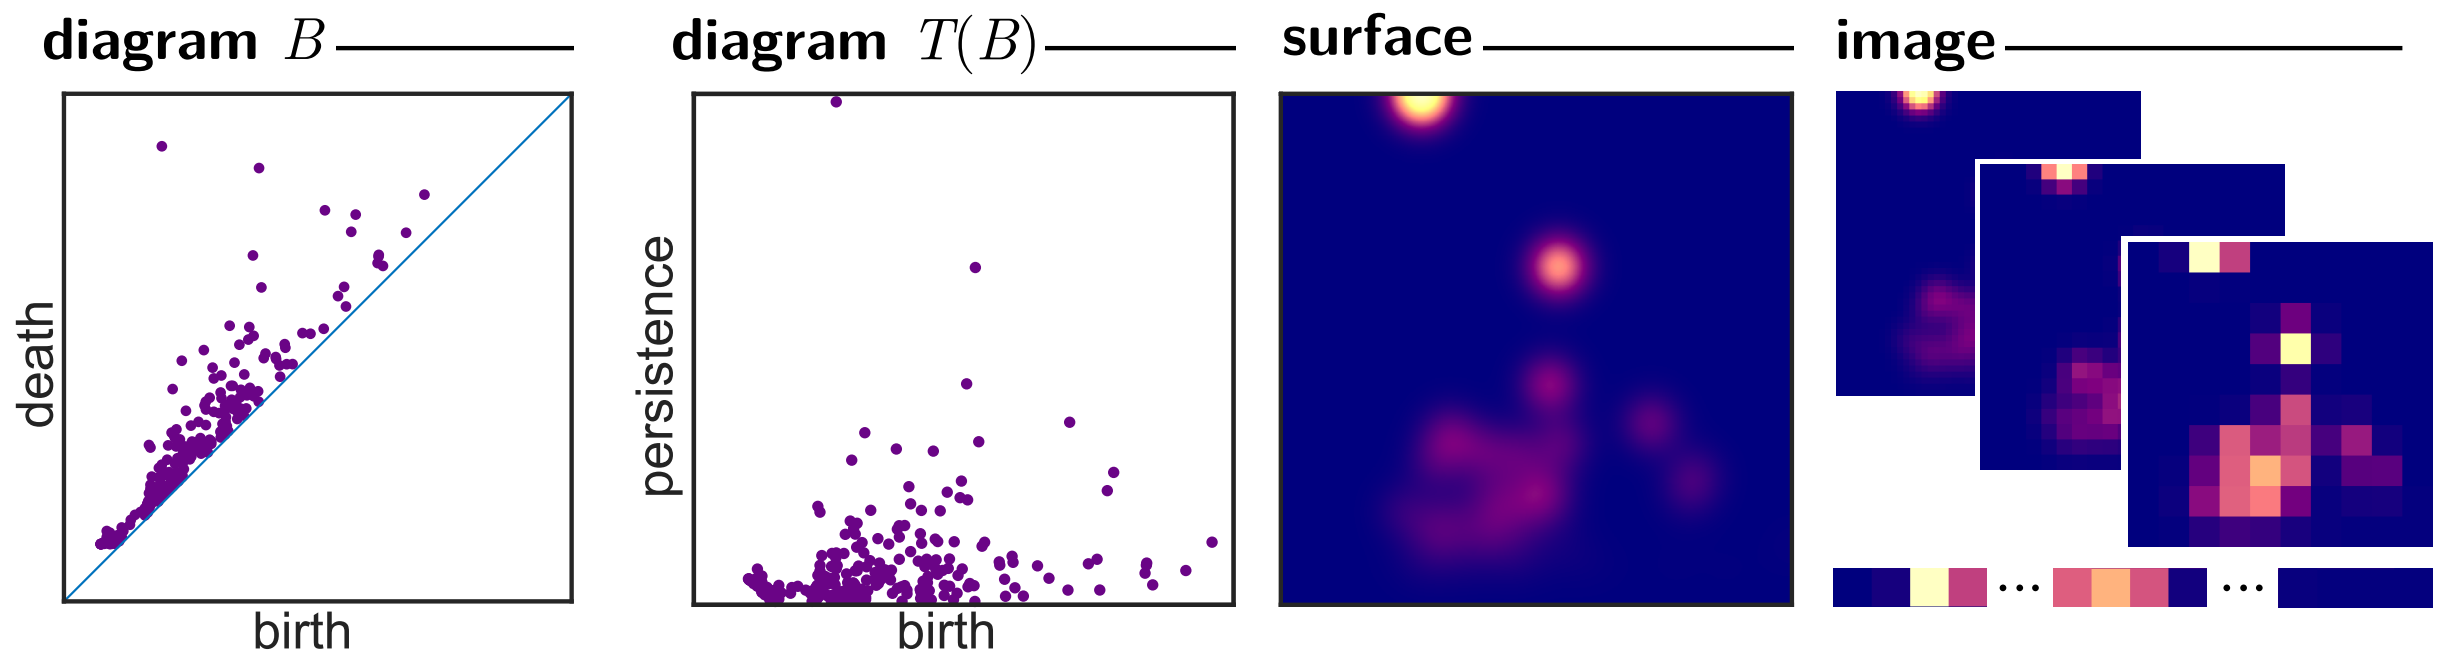 diagram B
diagram T(B)
surface
image
death
birth
persistence
birth
...
...